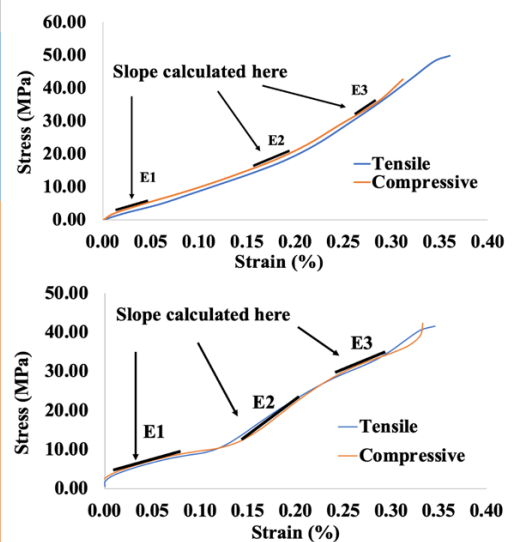 60.00
50.00
40.00
30.00
20.00
10.00
0.00
Stress (MPa)
Slope calculated here
E1
E2
E3
Tensile
Compressive
0.00 0.05 0.10 0.15 0.20 0.25 0.30 0.35 0.40
Strain (%)
50.00
40.00
30.00
20.00
10.00
0.00
Stress (MPa)
Slope calculated here
E1
E2
E3
Tensile
Compressive
0.00 0.05 0.10 0.15 0.20 0.25 0.30 0.35 0.40
Strain (%)